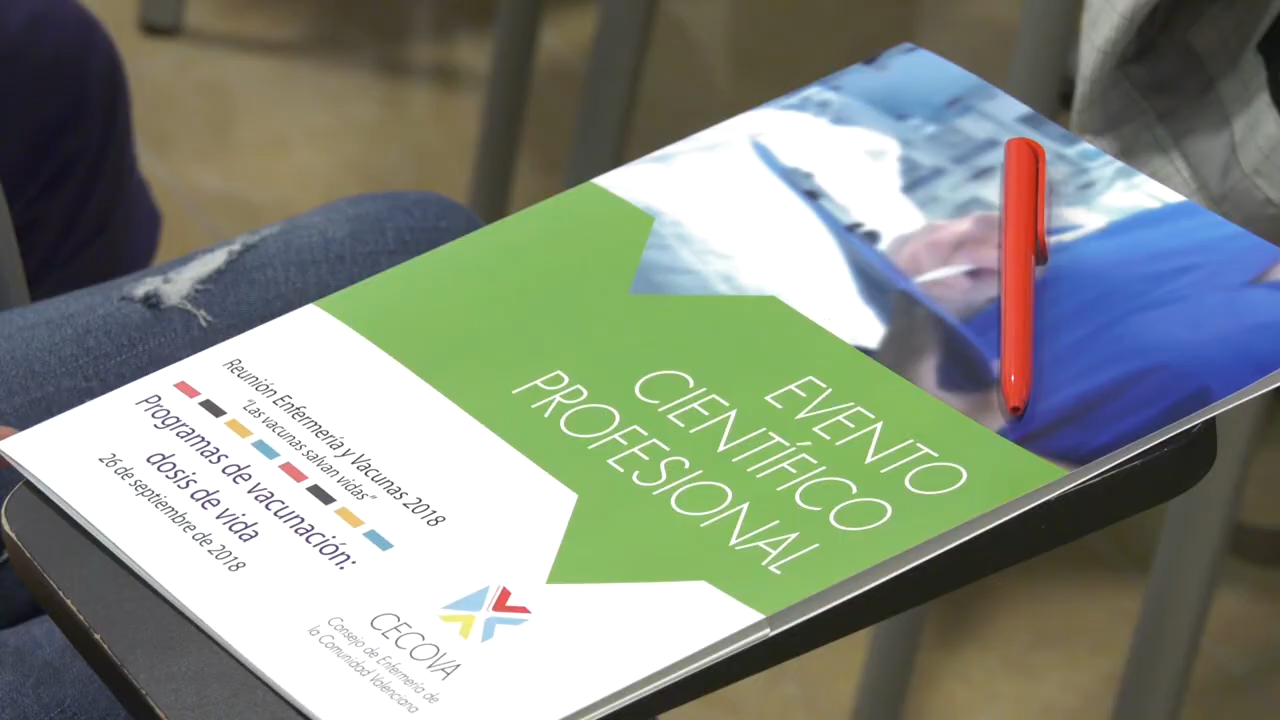 EVENTO
CIENTÍFICO
PROFESIONAL
Reunión Enfermería y Vacunas 2018
“Las vacunas salvan vidas”
Programas de vacunación:
dosis de vida
26 de septiembre de 2018
CECOVA
Consejo de Enfermería de
la Comunidad Valenciana